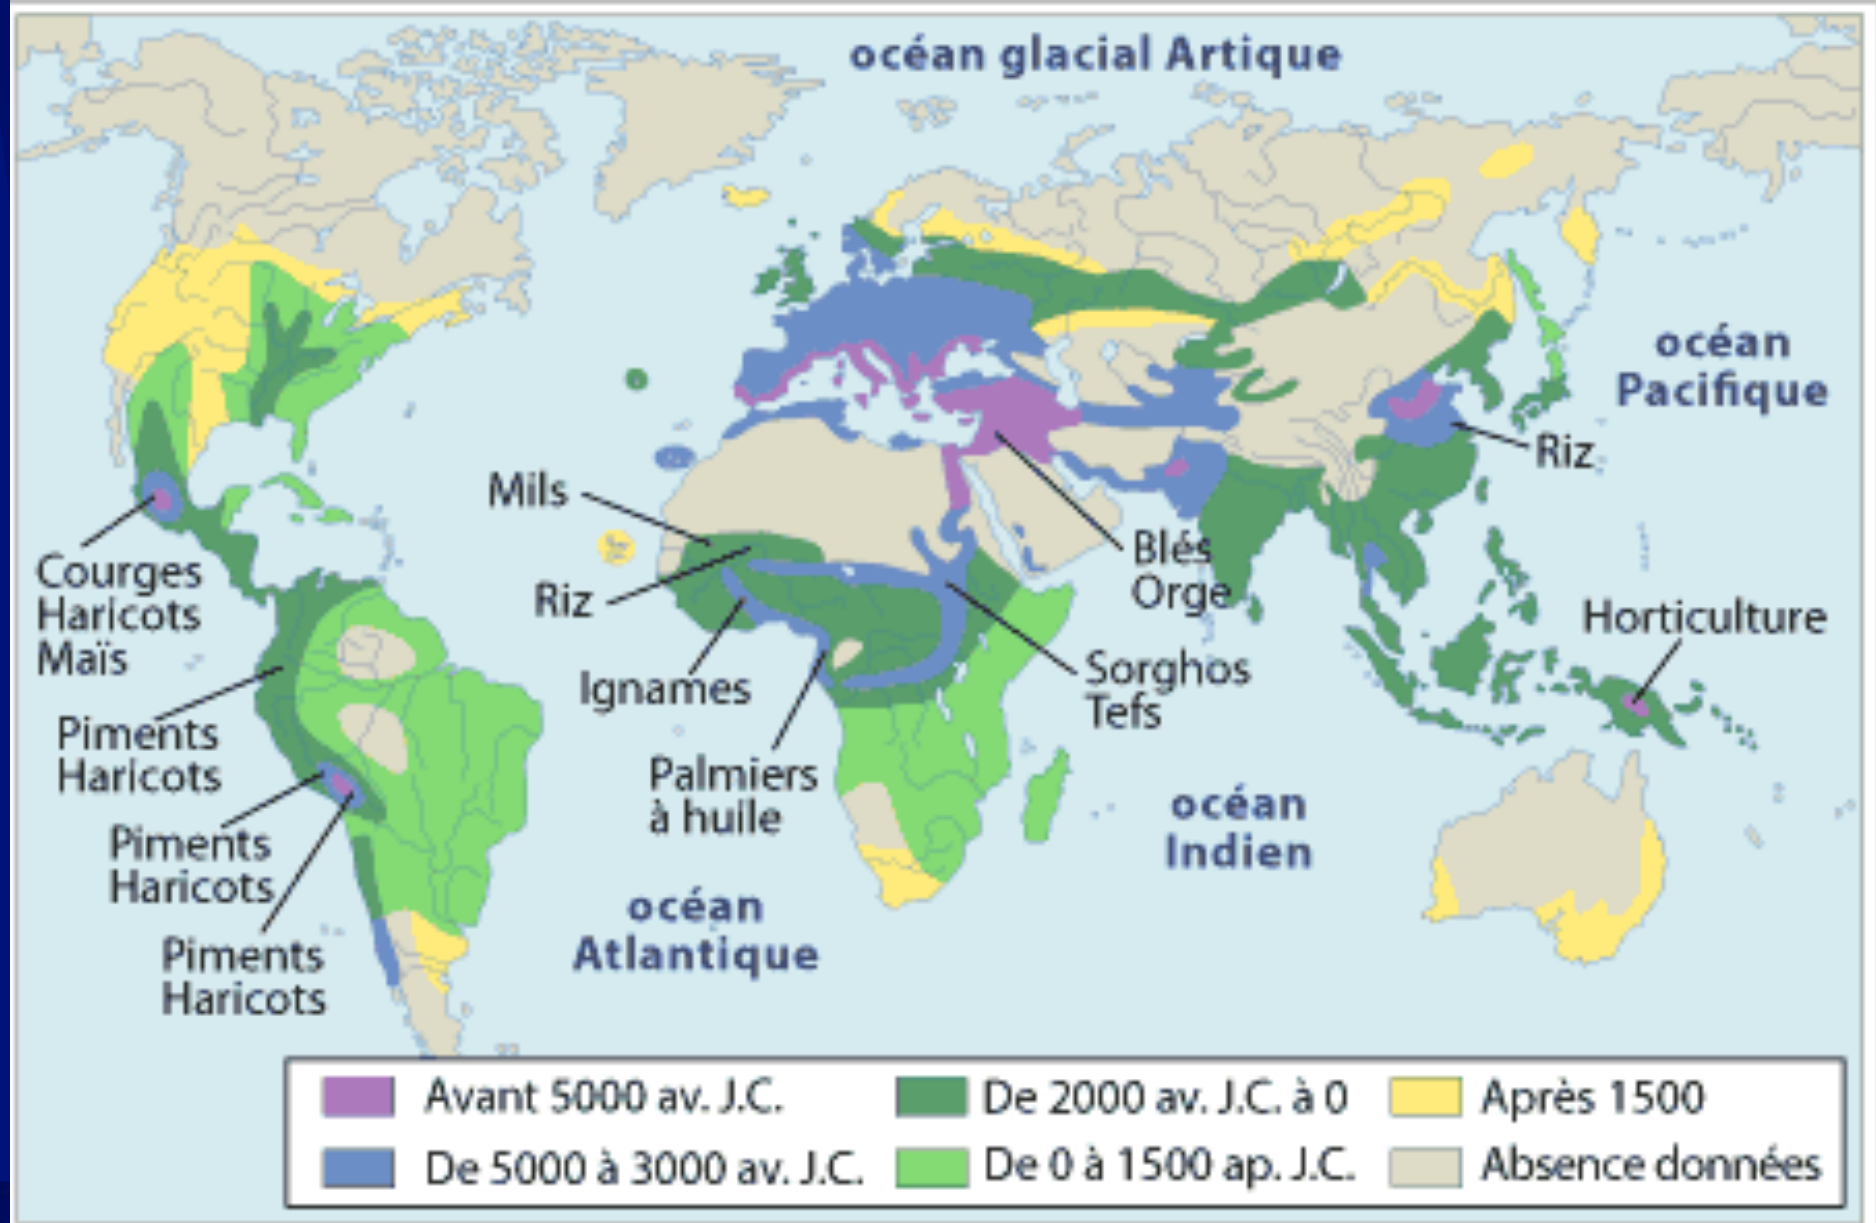 océan glacial Artique
océan
Pacifique
Riz
Mils
Riz
Blés
Orge
Courges
Haricots
Maïs
Horticulture
Ignames
Sorghos
Tefs
Piments
Haricots
Palmiers
à huile
océan
Indien
Piments
Haricots
océan
Atlantique
Piments
Haricots
Avant 5000 av. J.C.
De 2000 av. J.C. à 0
Après 1500
De 5000 à 3000 av. J.C.
De 0 à 1500 ap. J.C.
Absence données